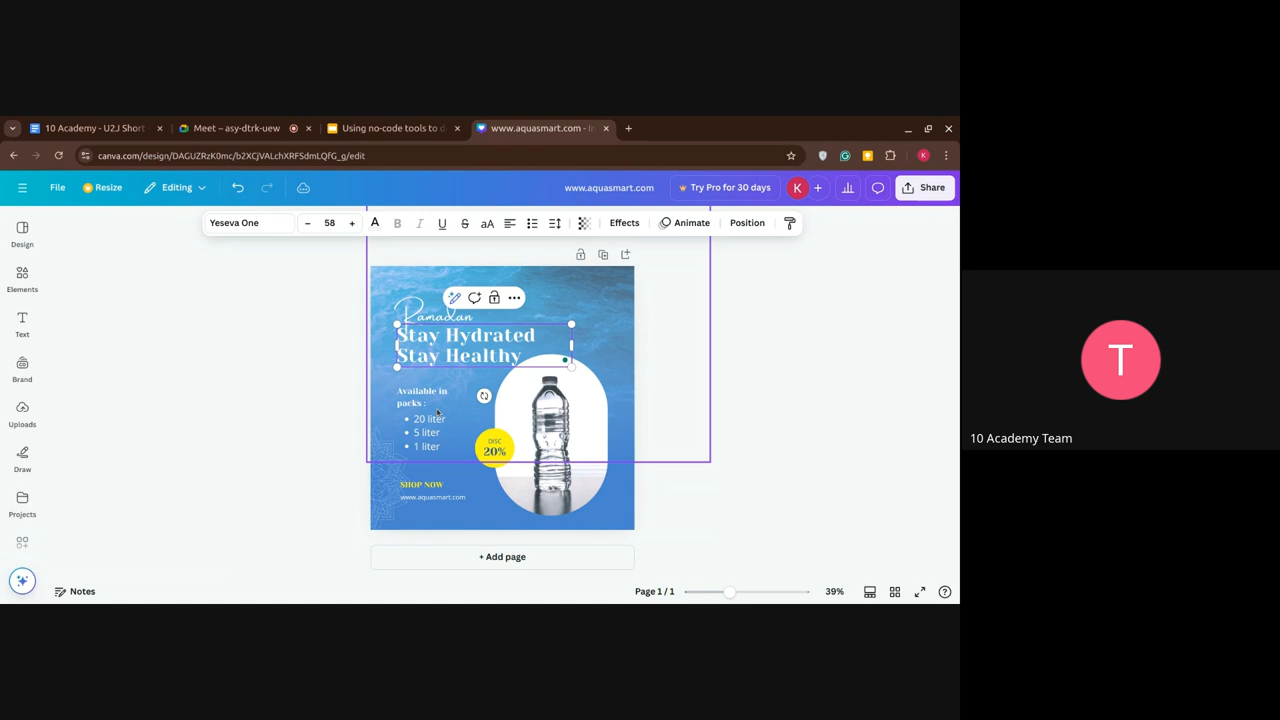 10 Academy - U2J Short
Meet – asy-dtrk-uew
Using no-code tools to d
www.aquasmart.com - In
canva.com/design/DAGUZRzK0mc/b2XCjVALchXRFSdmLQfG_g/edit
File
Resize
Editing
www.aquasmart.com
Try Pro for 30 days
K
Share
Yeseva One
– 58 +
A
B
I
U
S
aA
Effects
Animate
Position
Design
Elements
Text
Brand
Uploads
Draw
Projects
Ramadan
Stay Hydrated
Stay Healthy
Available in
packs :
20 liter
5 liter
1 liter
DISC
20%
SHOP NOW
www.aquasmart.com
+ Add page
Notes
Page 1 / 1
39%
T
10 Academy Team